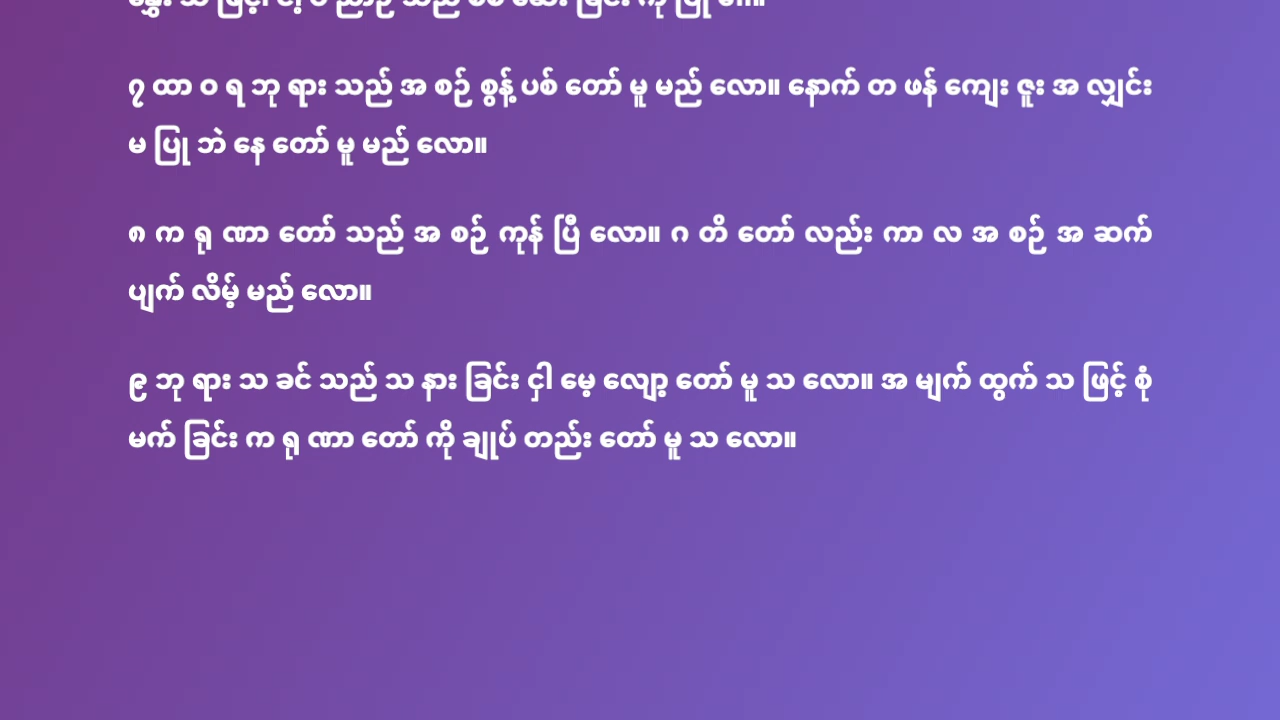 ၇ ထာ ဝ ရ ဘု ရား သည် အ စဉ် စွန့် ပစ် တော် မူ မည် လော။ နောက် တ ဖန် ကျေး ဇူး အ လျှင်း
မ ပြု ဘဲ နေ တော် မူ မည် လော။
၈ က ရု ဏာ တော် သည် အ စဉ် ကုန် ပြီ လော။ ဂ တိ တော် လည်း ကာ လ အ စဉ် အ ဆက်
ပျက် လိမ့် မည် လော။
၉ ဘု ရား သ ခင် သည် သ နား ခြင်း ငှါ မေ့ လျော့ တော် မူ သ လော။ အ မျက် ထွက် သ ဖြင့် စုံ
မက် ခြင်း က ရု ဏာ တော် ကို ချုပ် တည်း တော် မူ သ လော။